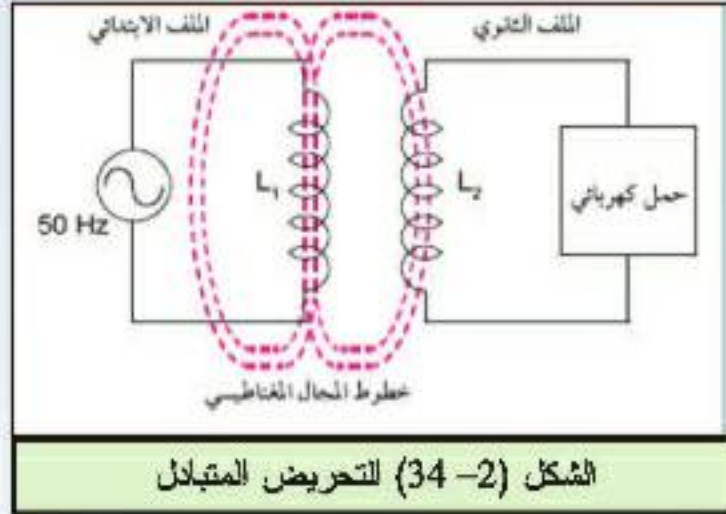 الملف الثانوي
الملف الابتدائي
L₁
L₂
حمل كهربائي
50 Hz
خطوط المجال المغناطيسي
الشكل (2– 34) للتحريض المتبادل